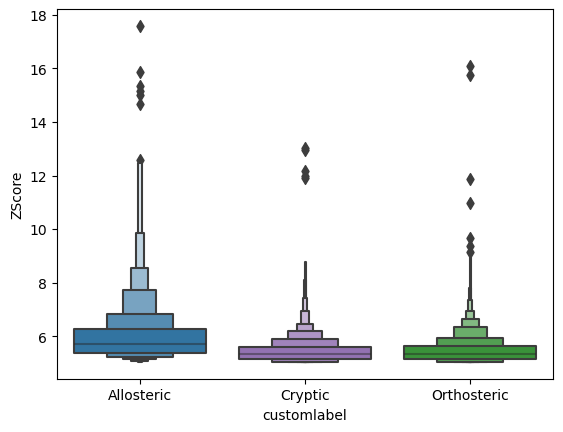 18
16
14
12
10
8
6
ZScore
Allosteric
Cryptic
Orthosteric
customlabel